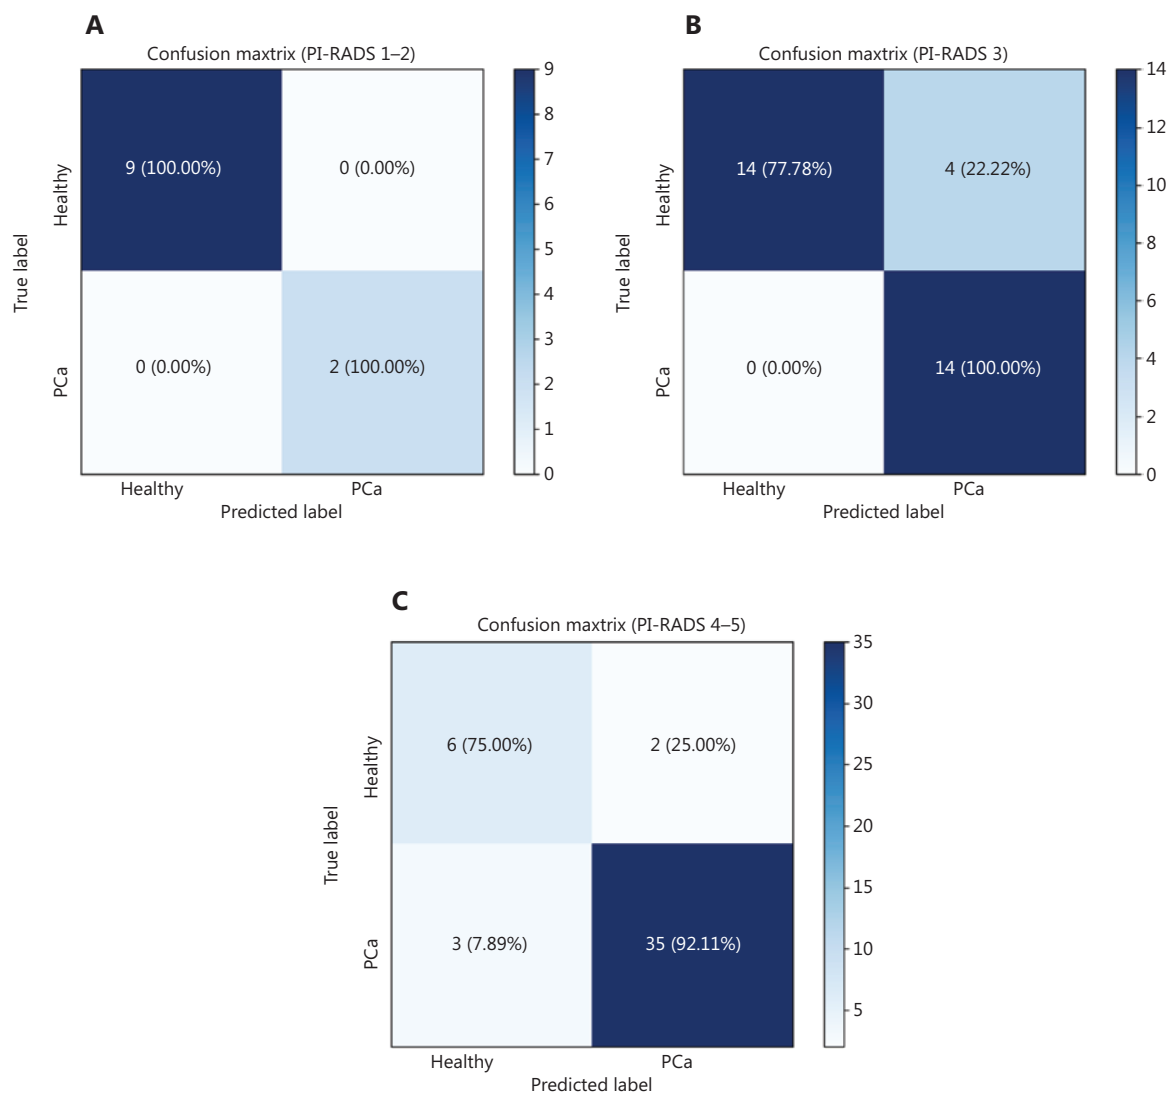 A
Confusion maxtrix (PI-RADS 1–2)
True label
Healthy
PCa
9 (100.00%)
0 (0.00%)
0 (0.00%)
2 (100.00%)
Healthy
PCa
Predicted label
9
8
7
6
5
4
3
2
1
0
B
Confusion maxtrix (PI-RADS 3)
True label
Healthy
PCa
14 (77.78%)
4 (22.22%)
0 (0.00%)
14 (100.00%)
Healthy
PCa
Predicted label
14
12
10
8
6
4
2
0
C
Confusion maxtrix (PI-RADS 4–5)
True label
Healthy
PCa
6 (75.00%)
2 (25.00%)
3 (7.89%)
35 (92.11%)
Healthy
PCa
Predicted label
35
30
25
20
15
10
5